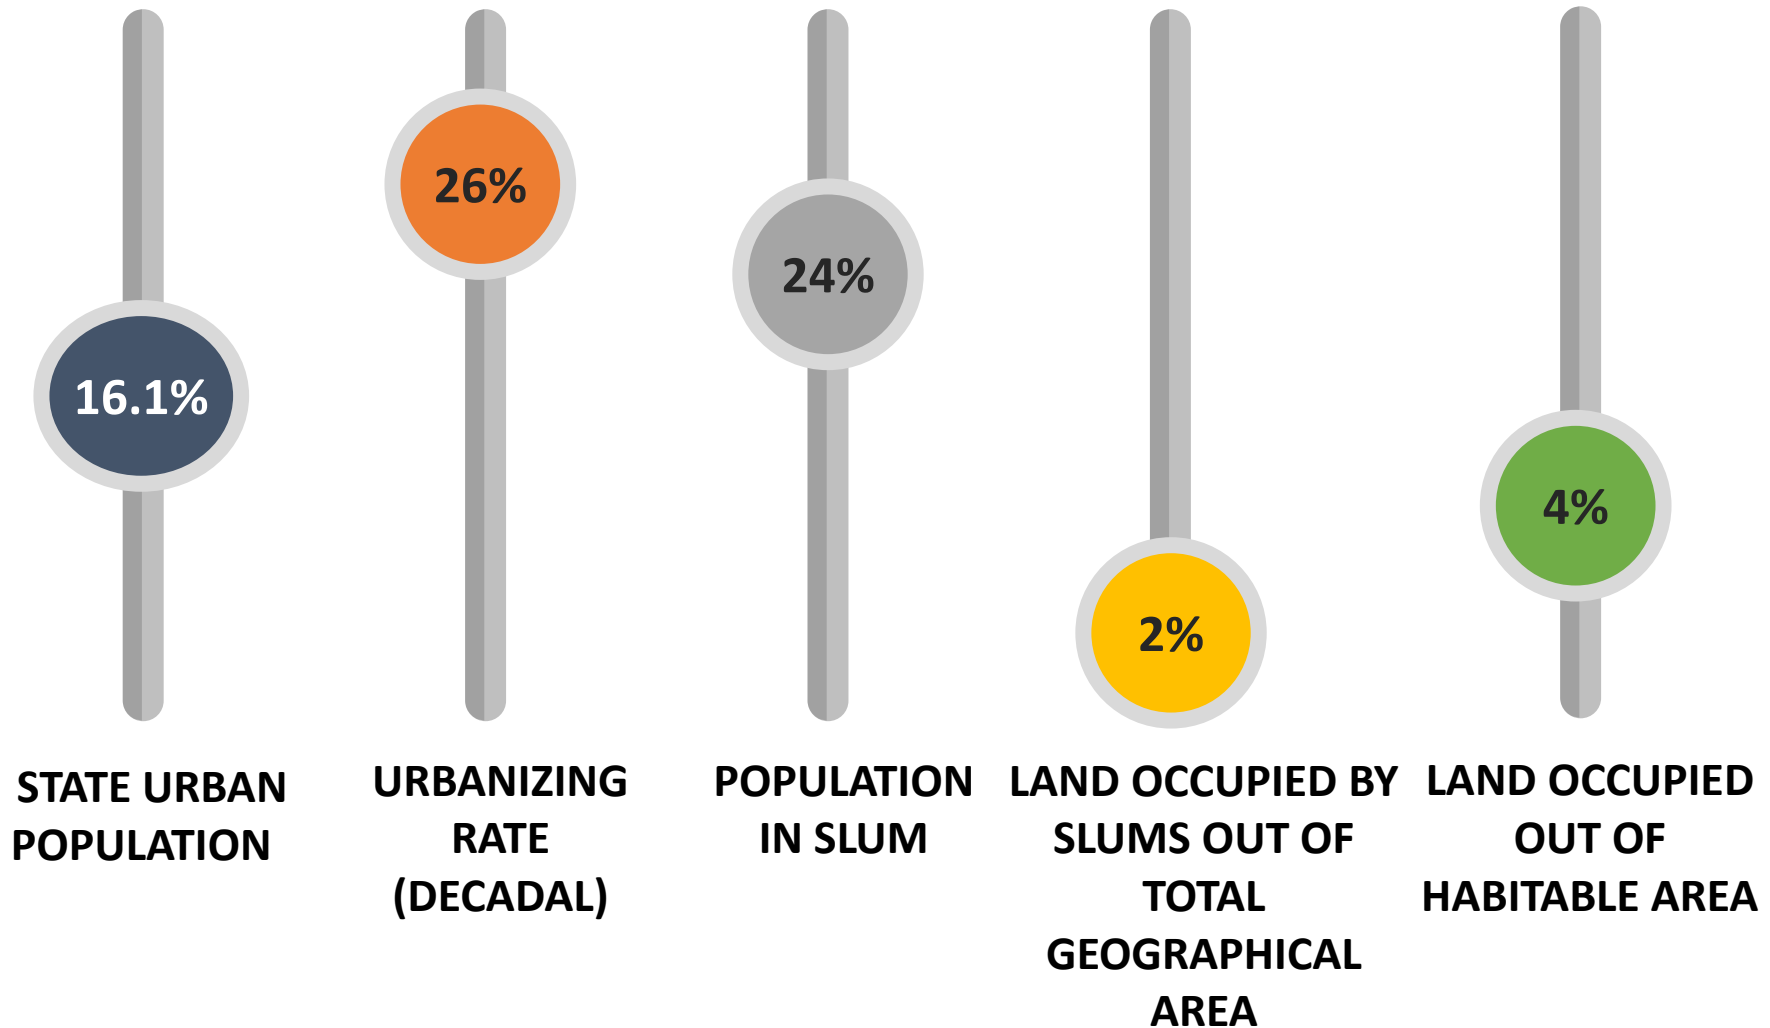 16.1%
26%
24%
2%
4%
STATE URBAN
POPULATION
URBANIZING
RATE
(DECADAL)
POPULATION
IN SLUM
LAND OCCUPIED BY
SLUMS OUT OF
TOTAL
GEOGRAPHICAL
AREA
LAND OCCUPIED
OUT OF
HABITABLE AREA